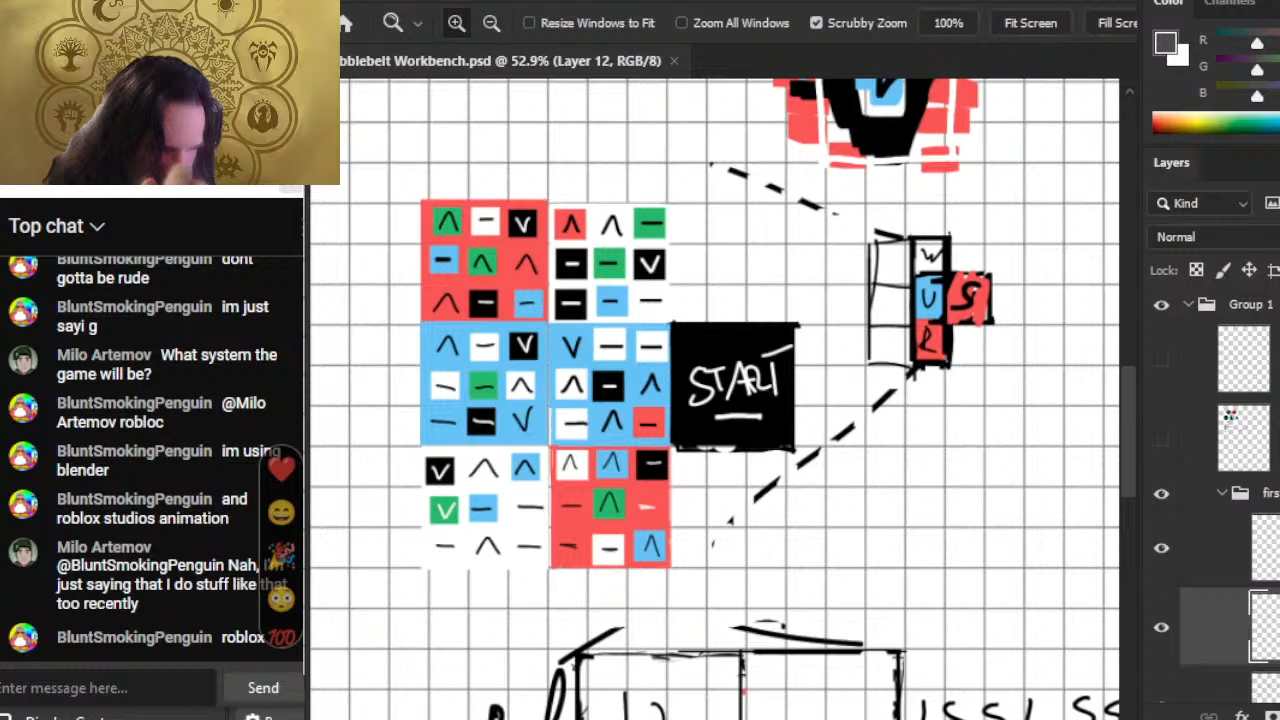 Resize Windows to Fit
Zoom All Windows
Scrubby Zoom
100%
Fit Screen
Fill Scre
Color
Channels
bblebelt Workbench.psd @ 52.9% (Layer 12, RGB/8)
R
G
B
Top chat
BluntSmokingPenguin dont
gotta be rude
BluntSmokingPenguin im just
sayi g
Milo Artemov What system the
game will be?
BluntSmokingPenguin @Milo
Artemov robloc
BluntSmokingPenguin im using
blender
BluntSmokingPenguin and
roblox studios animation
Milo Artemov
@BluntSmokingPenguin Nah, I'm
just saying that I do stuff like that
too recently
BluntSmokingPenguin roblox
100
Enter message...
Send
START
W
U
S
R
Layers
Kind
Normal
Lock:
Group 1
firs
fx